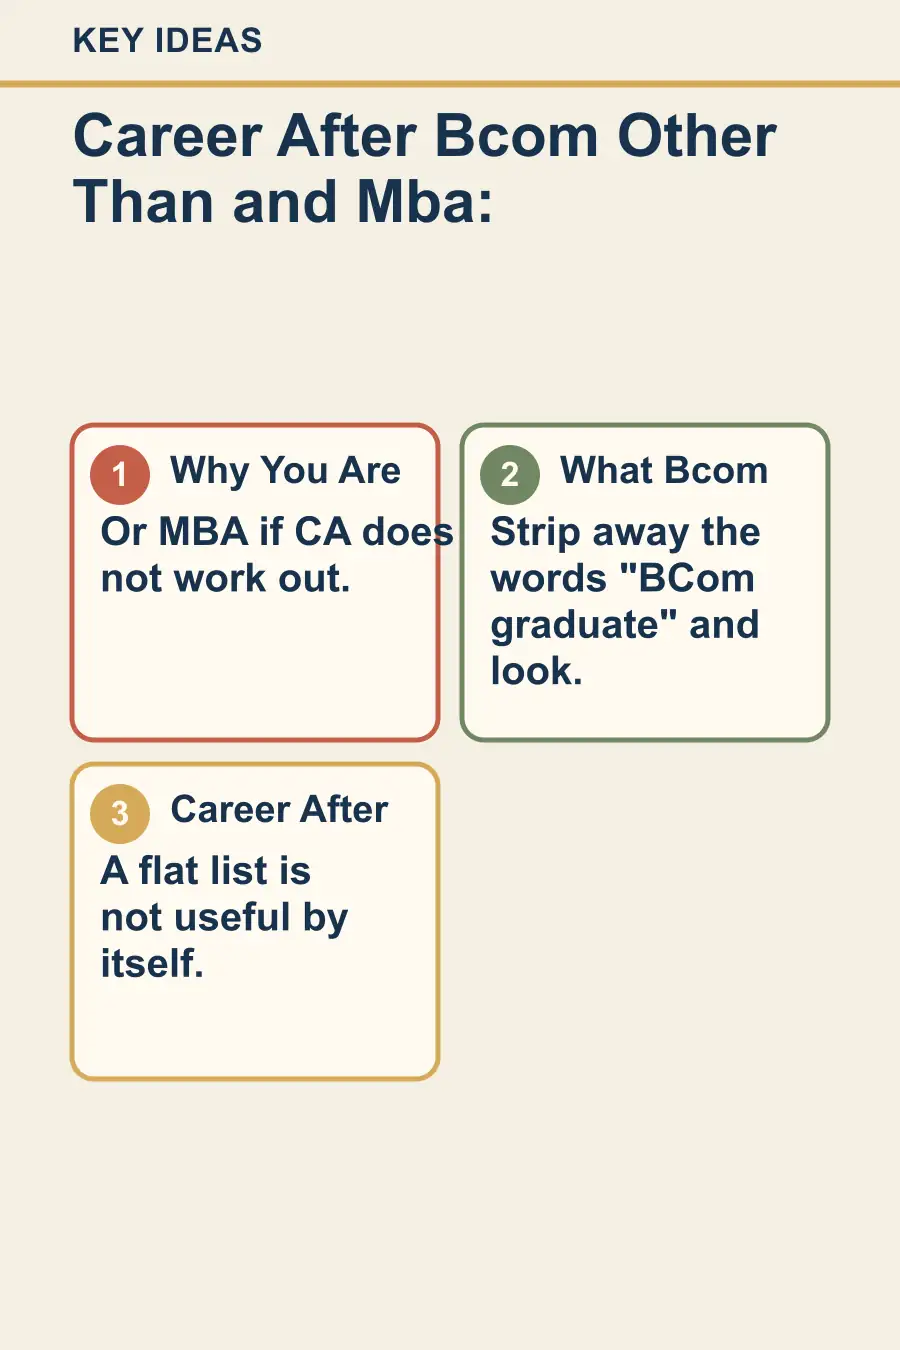 KEY IDEAS
Career After Bcom Other
Than and Mba:
1
Why You Are
Or MBA if CA does
not work out.
2
What Bcom
Strip away the
words "BCom
graduate" and
look.
3
Career After
A flat list is
not useful by
itself.